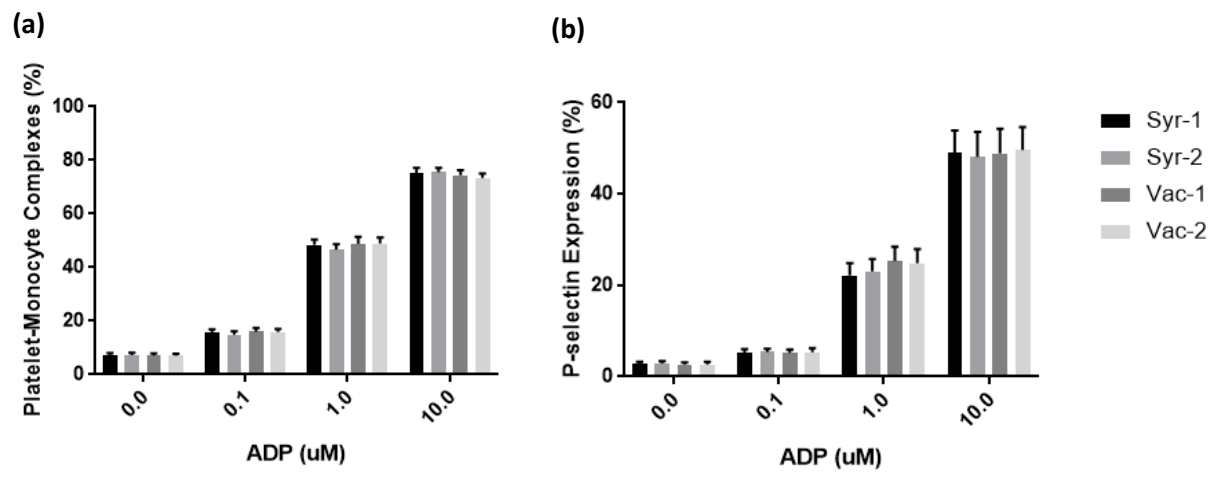 (a)
Platelet-Monocyte Complexes (%)
100
80
60
40
20
0
0.0
0.1
1.0
10.0
ADP (uM)
(b)
P-selectin Expression (%)
60
40
20
0
0.0
0.1
1.0
10.0
ADP (uM)
Syr-1
Syr-2
Vac-1
Vac-2